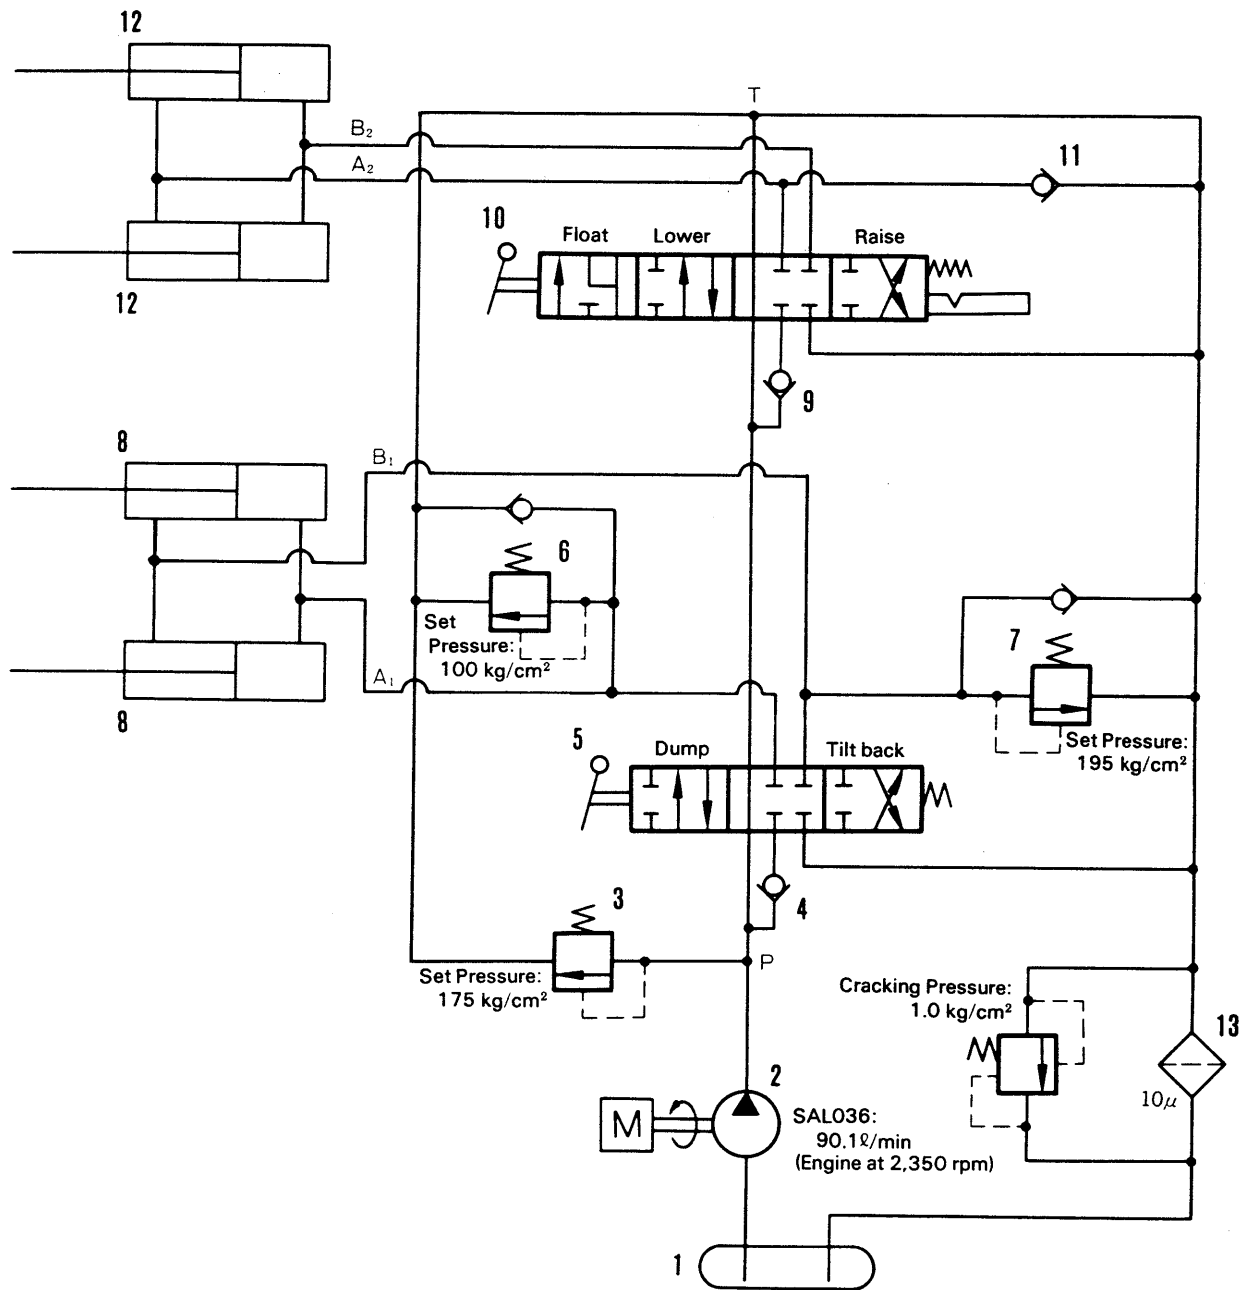 12
T
B₂
A₂
11
10
Float
Lower
Raise
12
9
8
B₁
6
Set
Pressure:
100 kg/cm²
7
A₁
8
5
Dump
Tilt back
Set Pressure:
195 kg/cm²
3
4
Set Pressure:
175 kg/cm²
P
Cracking Pressure:
1.0 kg/cm²
13
2
10μ
M
SAL036:
90.1ℓ/min
(Engine at 2,350 rpm)
1